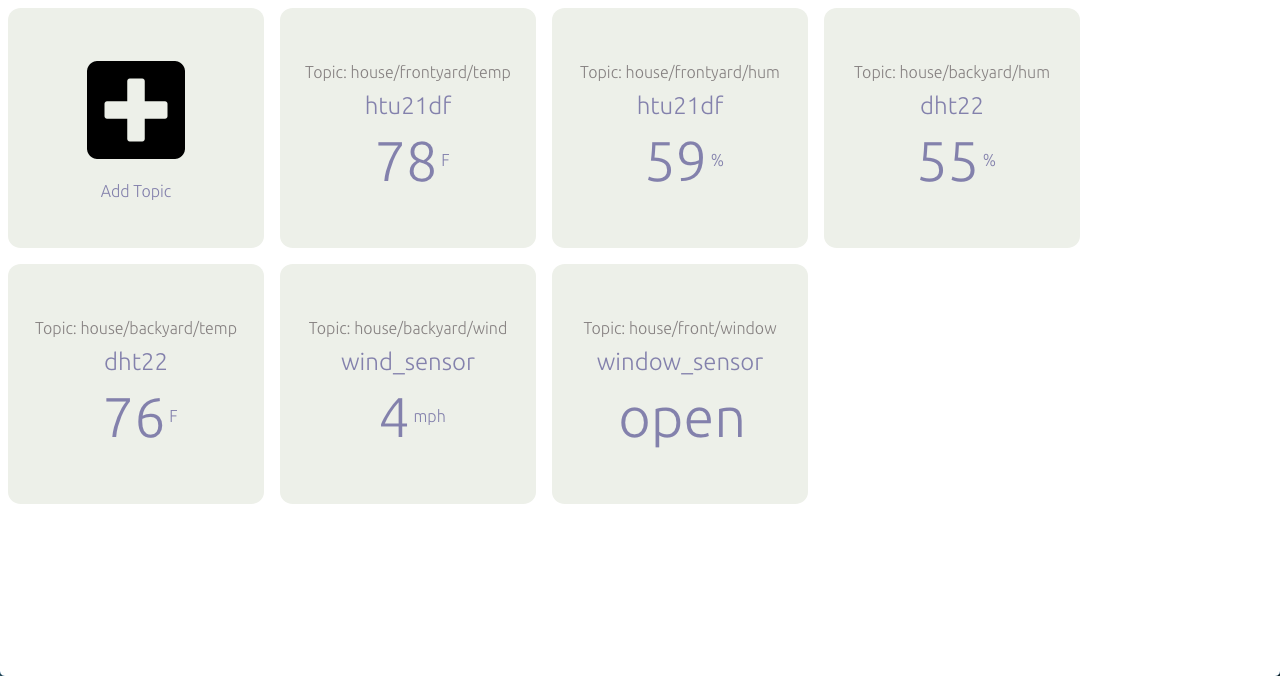 Add Topic
Topic: house/frontyard/temp
htu21df
78 F
Topic: house/frontyard/hum
htu21df
59 %
Topic: house/backyard/hum
dht22
55 %
Topic: house/backyard/temp
dht22
76 F
Topic: house/backyard/wind
wind_sensor
4 mph
Topic: house/front/window
window_sensor
open